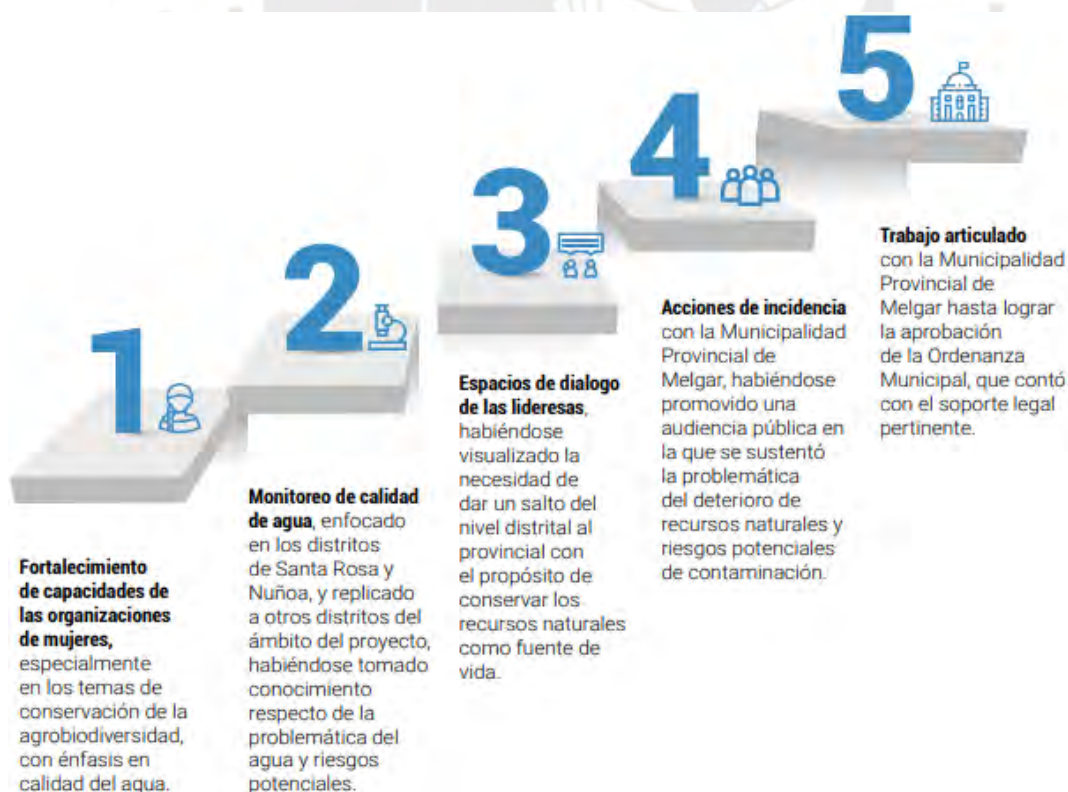 1
Fortalecimiento
de capacidades de
las organizaciones
de mujeres,
especialmente
en los temas de
conservación de la
agrobiodiversidad,
con énfasis en
calidad del agua.
2
Monitoreo de calidad
de agua, enfocado
en los distritos
de Santa Rosa y
Nuñoa, y replicado
a otros distritos del
ámbito del proyecto,
habiéndose tomado
conocimiento
respecto de la
problemática del
agua y riesgos
potenciales.
3
Espacios de dialogo
de las lideresas,
habiéndose
visualizado la
necesidad de
dar un salto del
nivel distrital al
provincial con
el propósito de
conservar los
recursos naturales
como fuente de
vida.
4
Acciones de incidencia
con la Municipalidad
Provincial de
Melgar, habiéndose
promovido una
audiencia pública en
la que se sustentó
la problemática
del deterioro de
recursos naturales y
riesgos potenciales
de contaminación.
5
Trabajo articulado
con la Municipalidad
Provincial de
Melgar hasta lograr
la aprobación
de la Ordenanza
Municipal, que contó
con el soporte legal
pertinente.